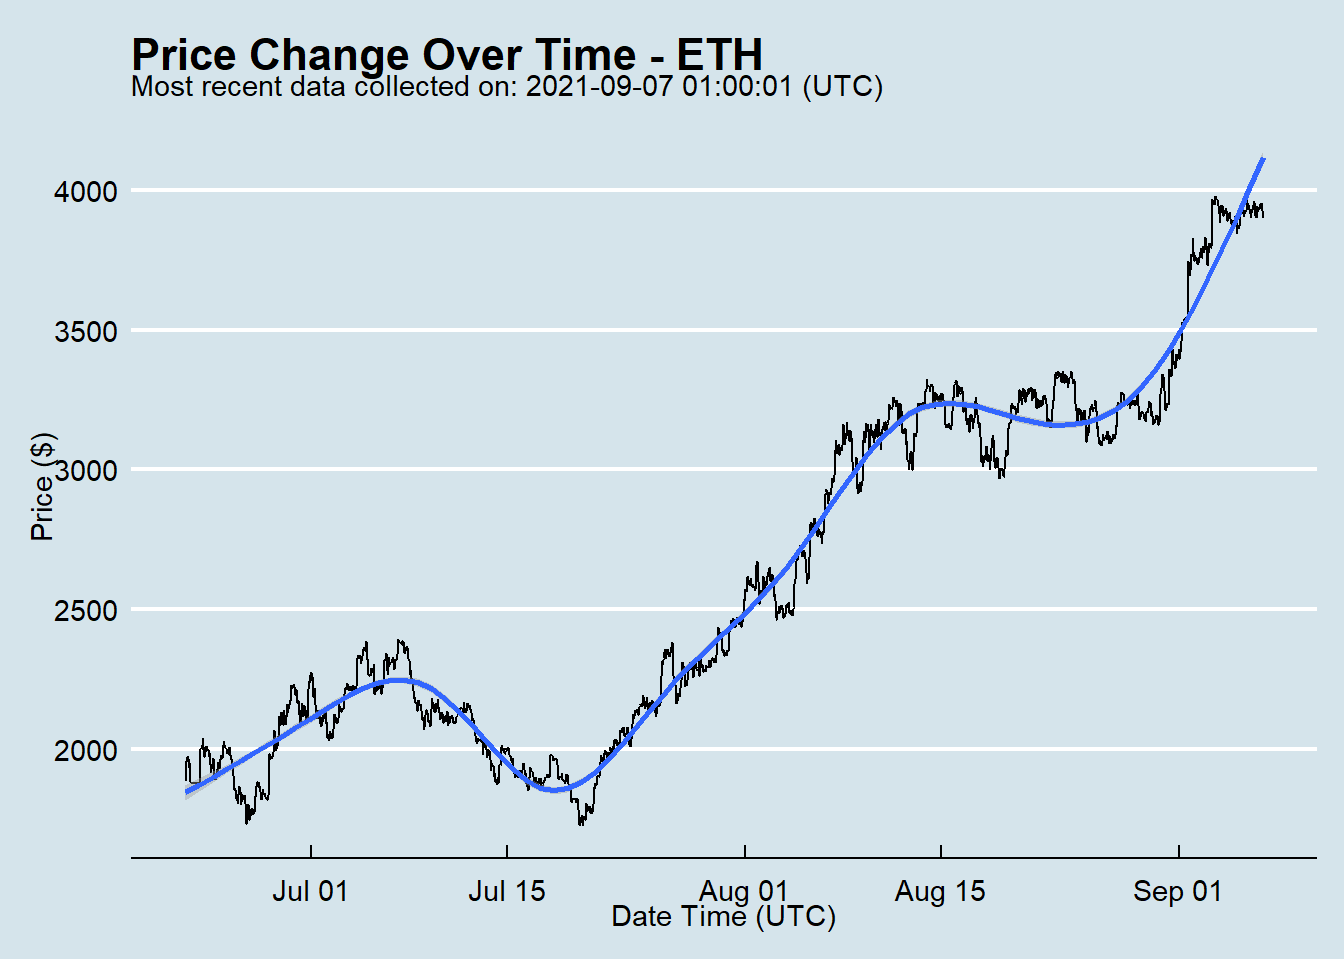 Price Change Over Time - ETH
Most recent data collected on: 2021-09-07 01:00:01 (UTC)
4000
3500
3000
2500
2000
Price ($)
Jul 01
Jul 15
Aug 01
Aug 15
Sep 01
Date Time (UTC)